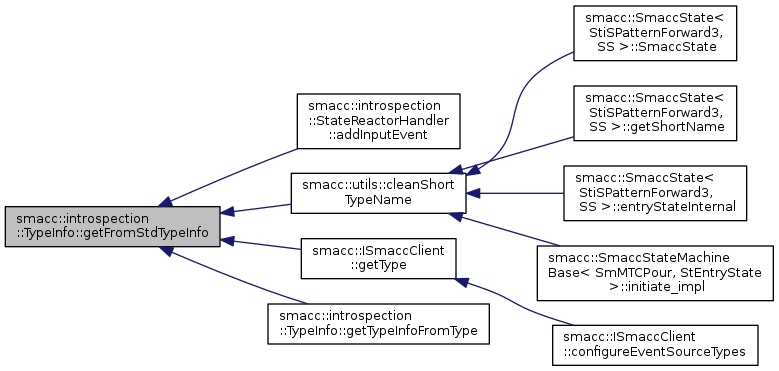 smacc::introspection
::TypeInfo::getFromStdTypeInfo
smacc::introspection
::StateReactorHandler
::addInputEvent
smacc::utils::cleanShort
TypeName
smacc::ISmaccClient
::getType
smacc::introspection
::TypeInfo::getTypeInfoFromType
smacc::SmaccState<
StiSPatternForward3,
SS >::SmaccState
smacc::SmaccState<
StiSPatternForward3,
SS >::getShortName
smacc::SmaccState<
StiSPatternForward3,
SS >::entryStateInternal
smacc::SmaccStateMachine
Base< SmMTCPour, StEntryState
>::initiate_impl
smacc::ISmaccClient
::configureEventSourceTypes